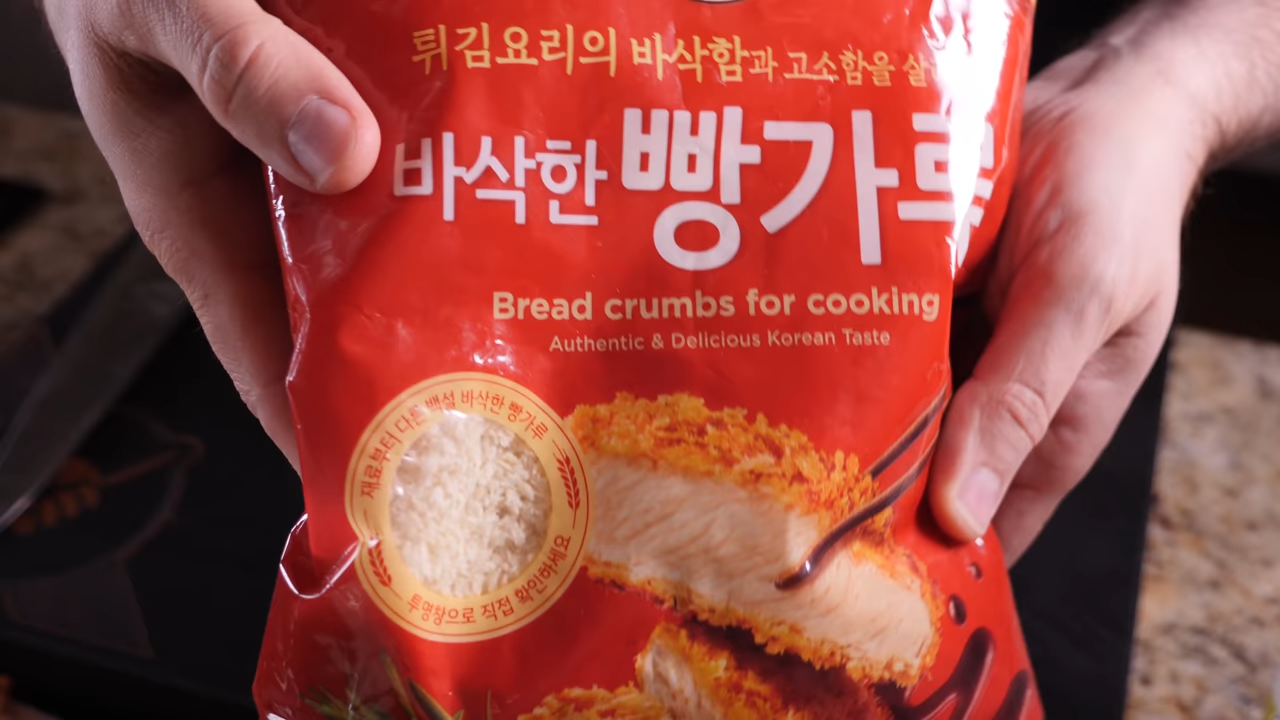 튀김요리의 바삭함과 고소함을
바삭한 빵가루
Bread crumbs for cooking
Authentic & Delicious Korean Taste
재료부터 다른 백설 바삭한 빵가루
투명창으로 직접 확인하세요